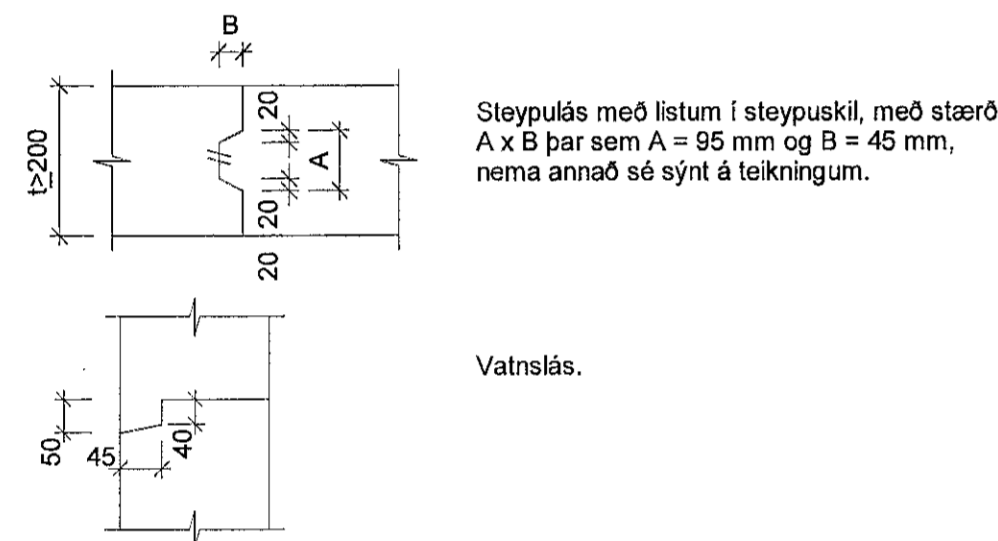 B
20
t≥200
A
20
20
Steypulás með listum í steypuskil, með stærð
A x B þar sem A = 95 mm og B = 45 mm,
nema annað sé sýnt á teikningum.
50
45
40
Vatnslás.